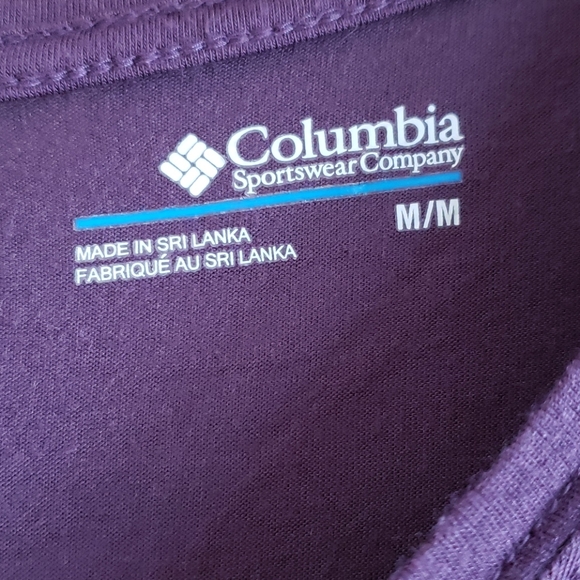 Columbia
Sportswear Company
M/M
MADE IN SRI LANKA
FABRIQUÉ AU SRI LANKA